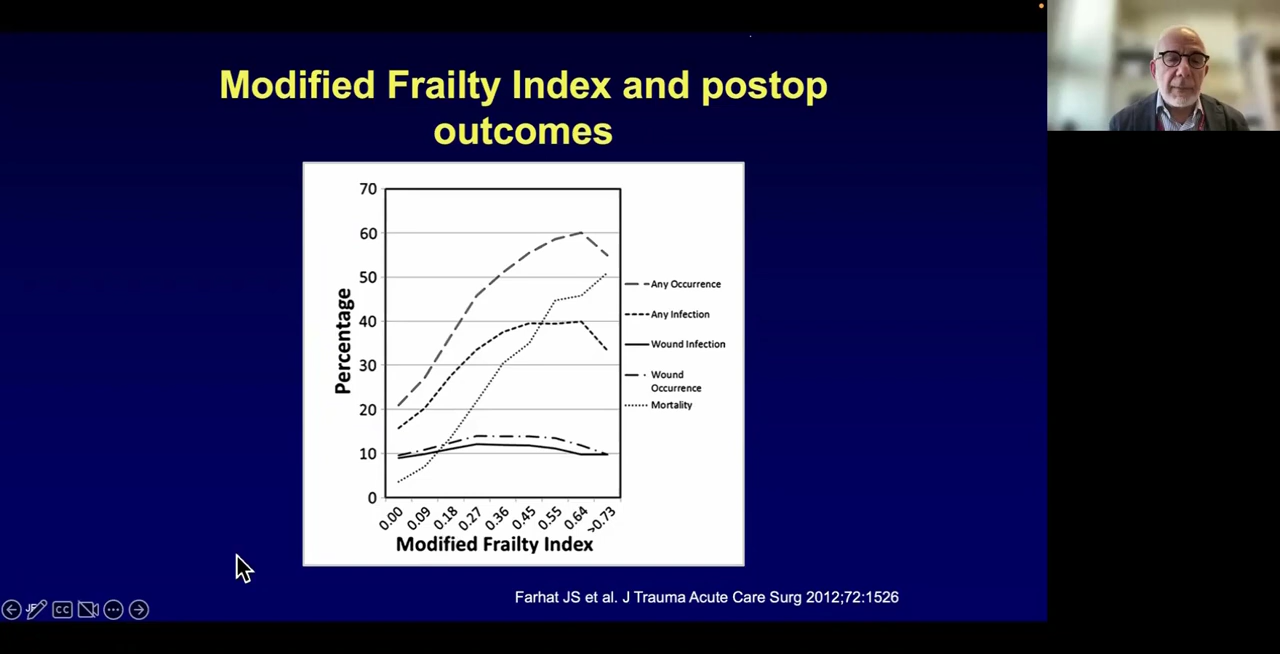 Modified Frailty Index and postop
outcomes
70
60
50
40
30
20
10
0
Percentage
0.00
0.09
0.18
0.27
0.36
0.45
0.55
0.64
>0.73
Modified Frailty Index
Any Occurrence
Any Infection
Wound Infection
Wound
Occurrence
Mortality
Farhat JS et al. J Trauma Acute Care Surg 2012;72:1526
JF
CC